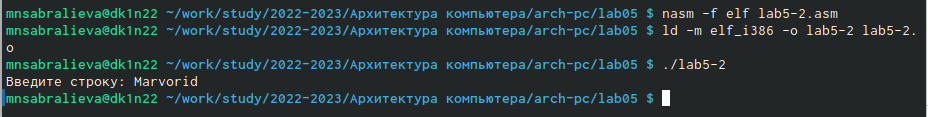 mnsabralieva@dk1n22 ~/work/study/2022-2023/Архитектура компьютера/arch-pc/lab05 $ nasm -f elf lab5-2.asm
mnsabralieva@dk1n22 ~/work/study/2022-2023/Архитектура компьютера/arch-pc/lab05 $ ld -m elf_i386 -o lab5-2 lab5-2.
o
mnsabralieva@dk1n22 ~/work/study/2022-2023/Архитектура компьютера/arch-pc/lab05 $ ./lab5-2
Введите строку: Marvorid
mnsabralieva@dk1n22 ~/work/study/2022-2023/Архитектура компьютера/arch-pc/lab05 $